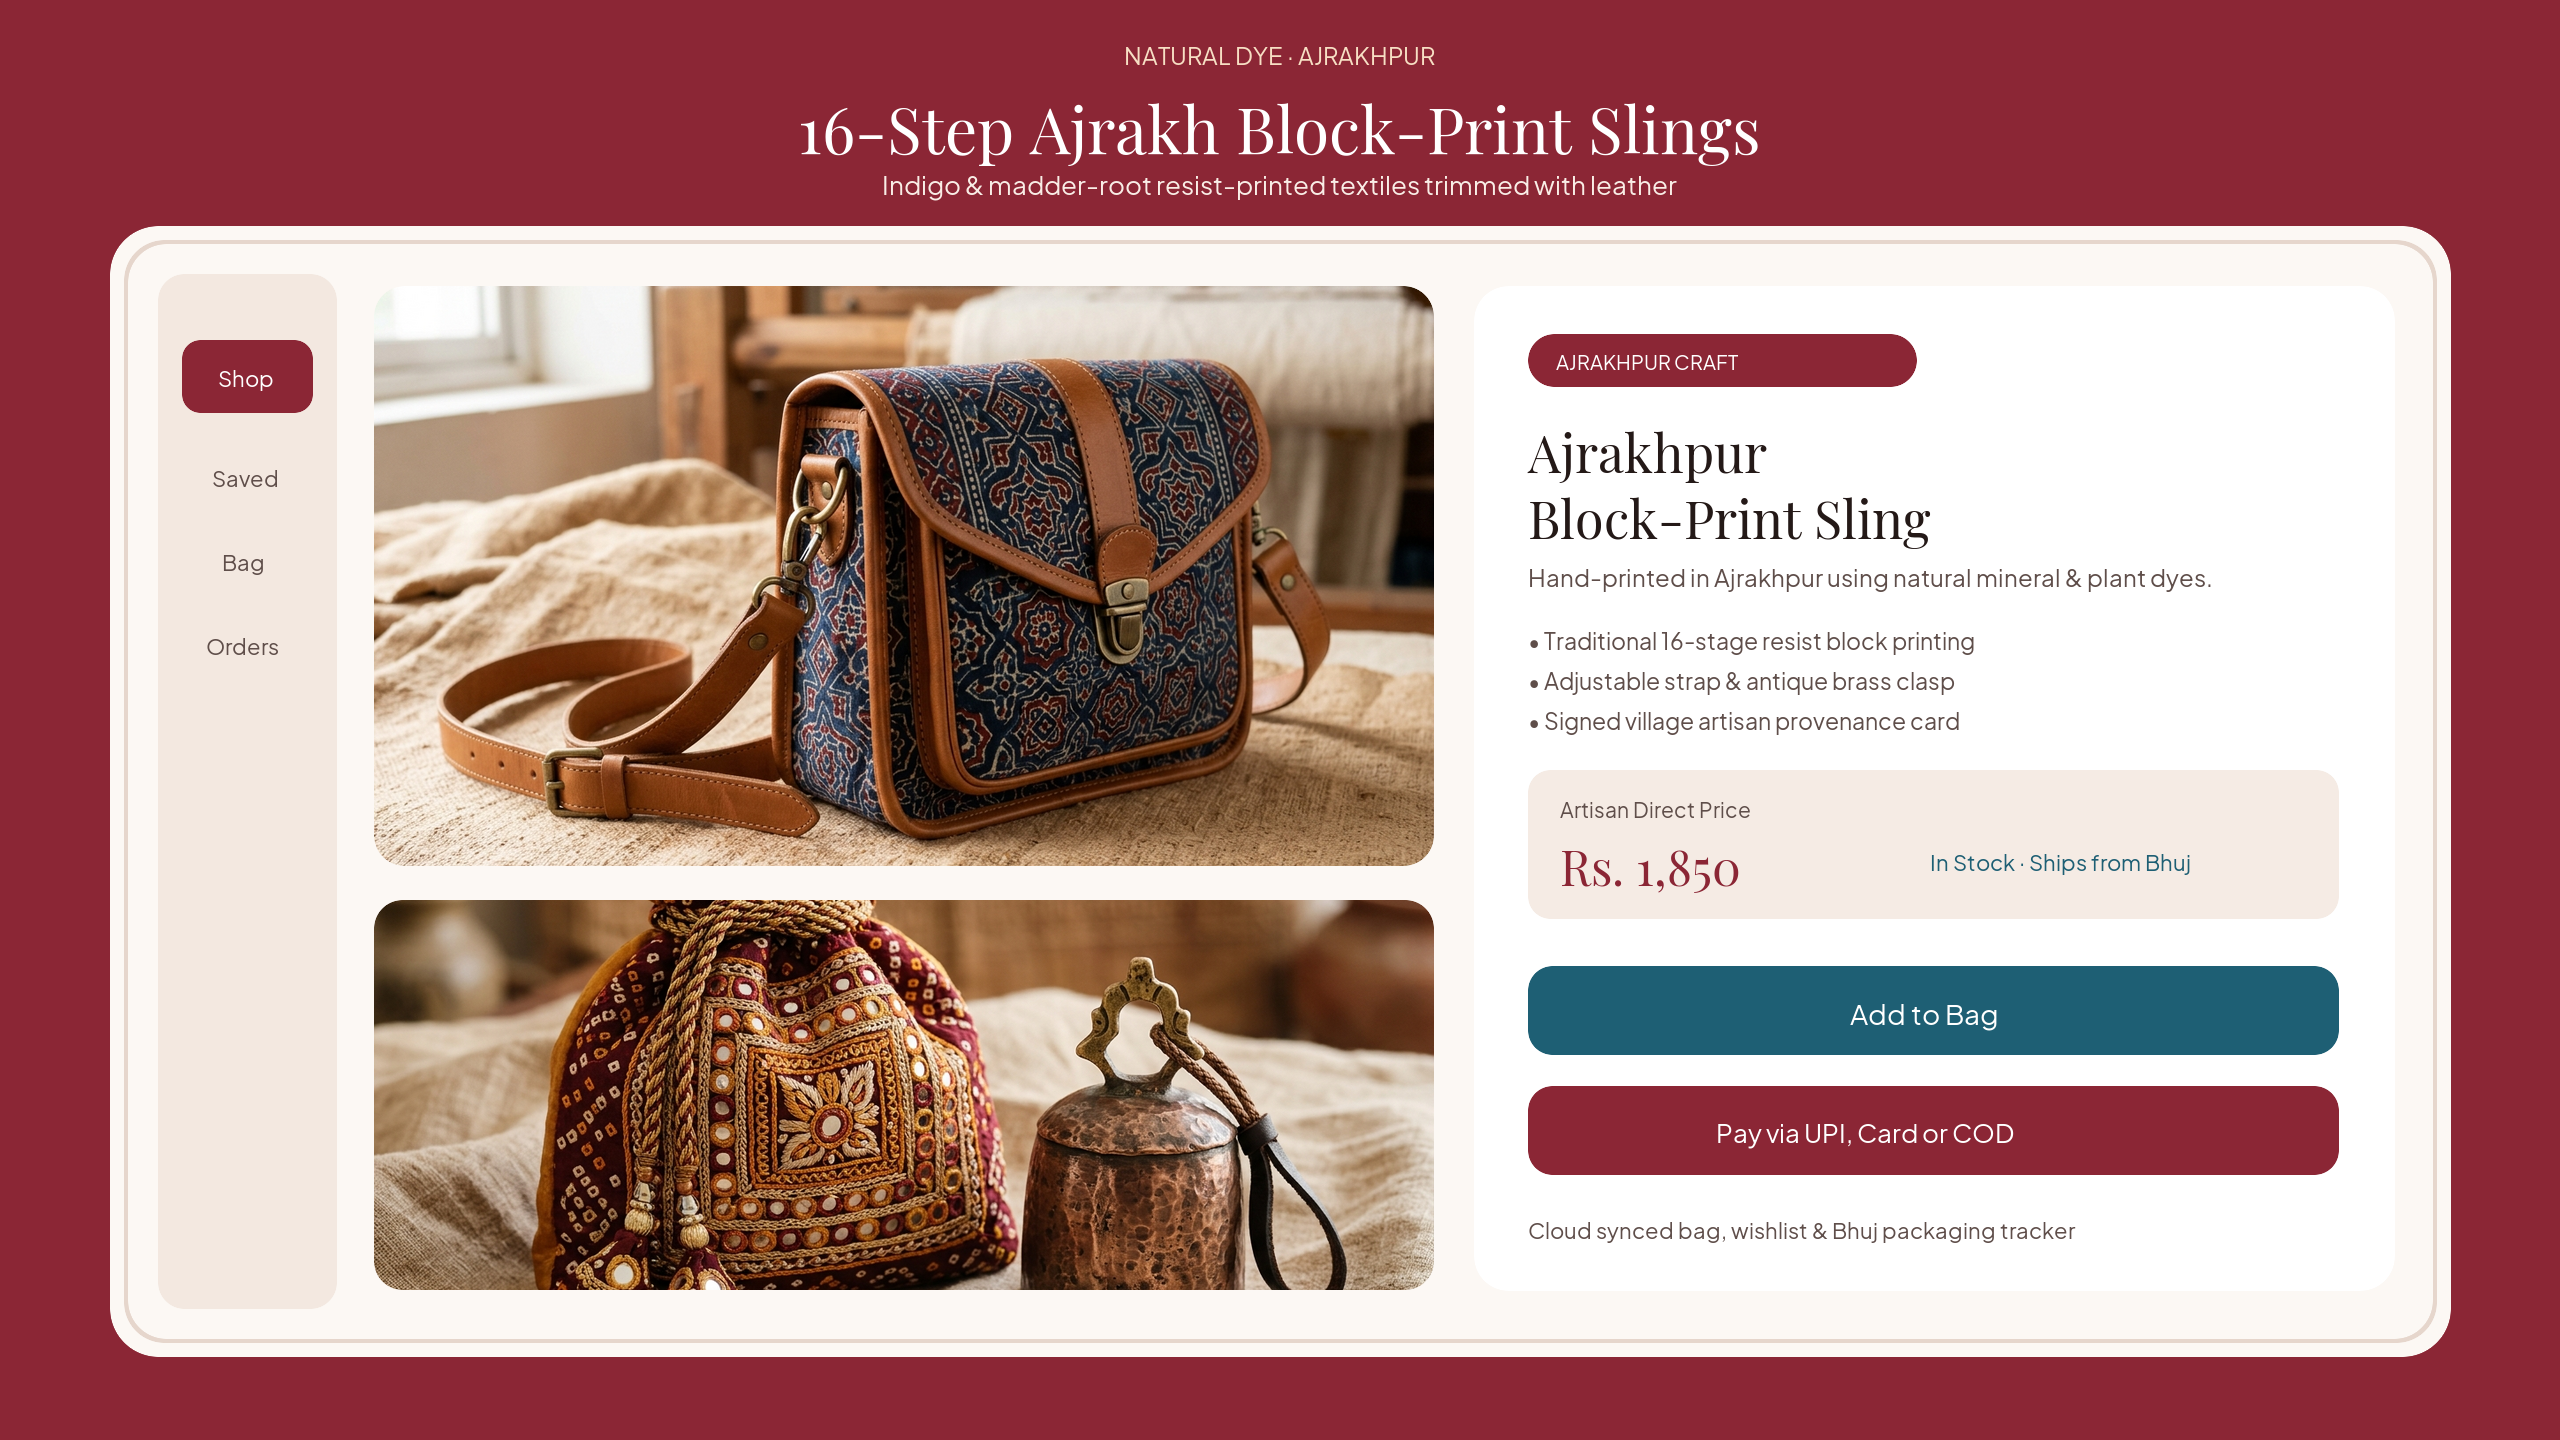 NATURAL DYE · AJRAKHPUR
16-Step Ajrakh Block-Print Slings
Indigo & madder-root resist-printed textiles trimmed with leather
Shop
Saved
Bag
Orders
AJRAKHPUR CRAFT
Ajrakhpur
Block-Print Sling
Hand-printed in Ajrakhpur using natural mineral & plant dyes.
• Traditional 16-stage resist block printing
• Adjustable strap & antique brass clasp
• Signed village artisan provenance card
Artisan Direct Price
Rs. 1,850
In Stock · Ships from Bhuj
Add to Bag
Pay via UPI, Card or COD
Cloud synced bag, wishlist & Bhuj packaging tracker